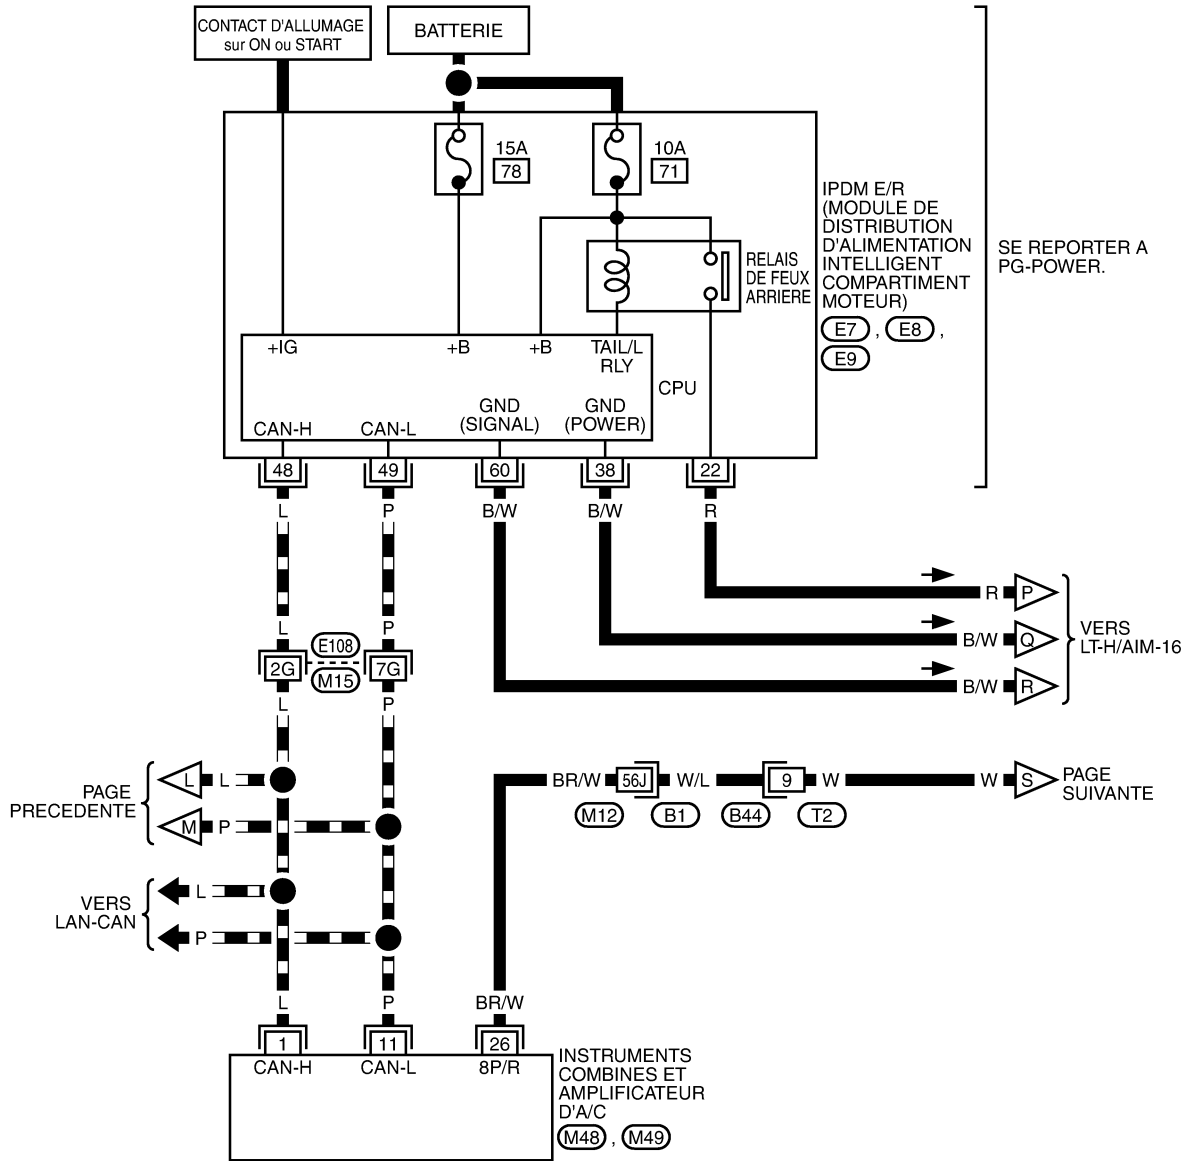 CONTACT D'ALLUMAGE
sur ON ou START
BATTERIE
15A
78
10A
71
IPDM E/R
(MODULE DE
DISTRIBUTION
D'ALIMENTATION
INTELLIGENT
COMPARTIMENT
MOTEUR)
E7 , E8 ,
E9
SE REPORTER A
PG-POWER.
RELAIS
DE FEUX
ARRIERE
+IG
+B
+B
TAIL/L
RLY
CPU
CAN-H
CAN-L
GND
(SIGNAL)
GND
(POWER)
48
49
60
38
22
L
P
B/W
B/W
R
R
P
B/W
Q
B/W
R
VERS
LT-H/AIM-16
L
P
2G
E108
M15
7G
L
P
L
L
M
P
PAGE
PRECEDENTE
L
P
VERS
LAN-CAN
BR/W
56J
W/L
9
W
W
S
PAGE
SUIVANTE
M12
B1
B44
T2
L
P
BR/W
1
11
26
CAN-H
CAN-L
8P/R
INSTRUMENTS
COMBINES ET
AMPLIFICATEUR
D'A/C
M48 , M49